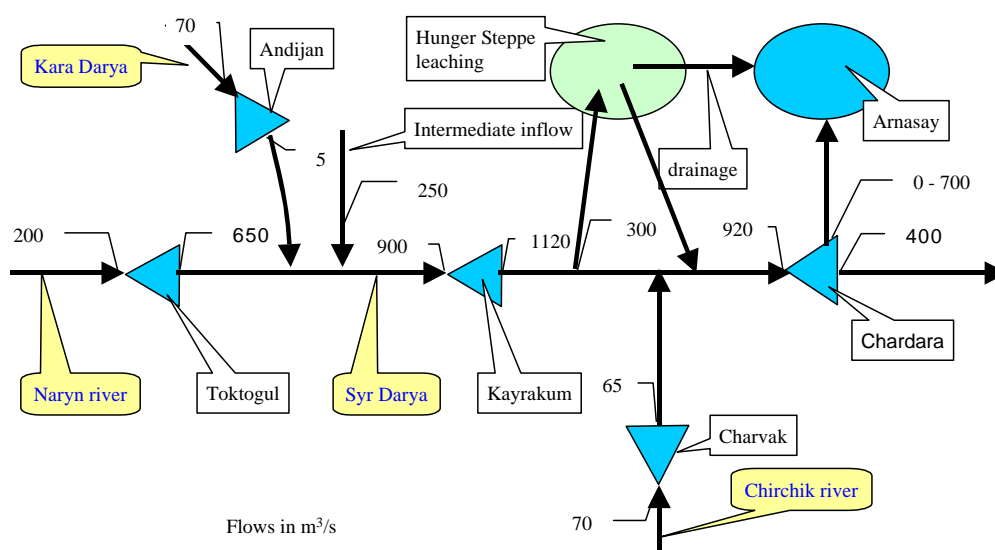 70
Kara Darya
Andijan
Hunger Steppe
leaching
Intermediate inflow
Arnasay
5
drainage
250
0 - 700
200
650
900
1120
300
920
400
Chardara
Naryn river
Toktogul
Syr Darya
Kayrakum
65
Charvak
Chirchik river
70
Flows in m³/s